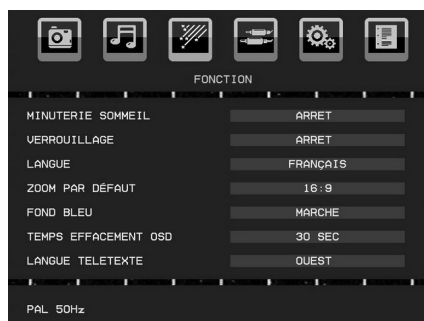 FONCTION
MINUTERIE SOMMEIL ARRET
VERROUILLAGE ARRET
LANGUE FRANÇAIS
ZOOM PAR DÉFAUT 16:9
FOND BLEU MARCHE
TEMPS EFFACEMENT OSD 30 SEC
LANGUE TELETEXTE OUEST
PAL 50Hz